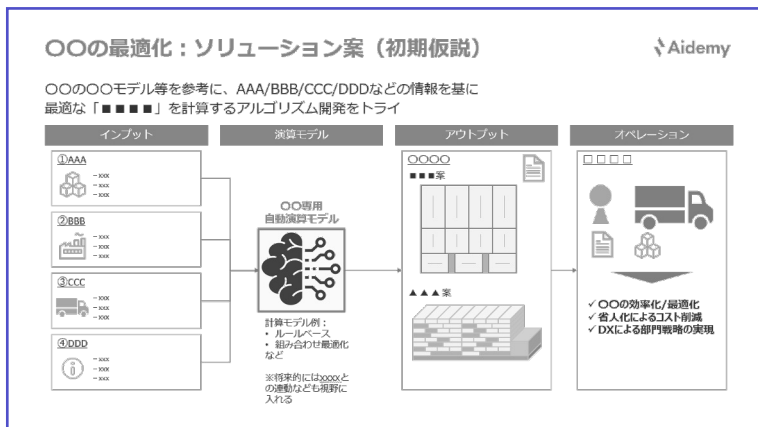 〇〇の最適化：ソリューション案（初期仮説）
Aidemy
〇〇の〇〇モデル等を参考に、AAA/BBB/CCC/DDDなどの情報を基に
最適な「■■■■」を計算するアルゴリズム開発をトライ
インプット
①AAA
－xxx
－xxx
－xxx
②BBB
－xxx
－xxx
－xxx
③CCC
－xxx
－xxx
－xxx
④DDD
－xxx
－xxx
－xxx
演算モデル
〇〇専用
自動演算モデル
計算モデル例：
・ ルールベース
・ 組み合わせ最適化
など
※将来的にはxxxxと
の連動なども視野に
入れる
アウトプット
〇〇〇〇
■■■案
▲▲▲案
オペレーション
□□□□
✓〇〇の効率化/最適化
✓省人化によるコスト削減
✓DXによる部門戦略の実現